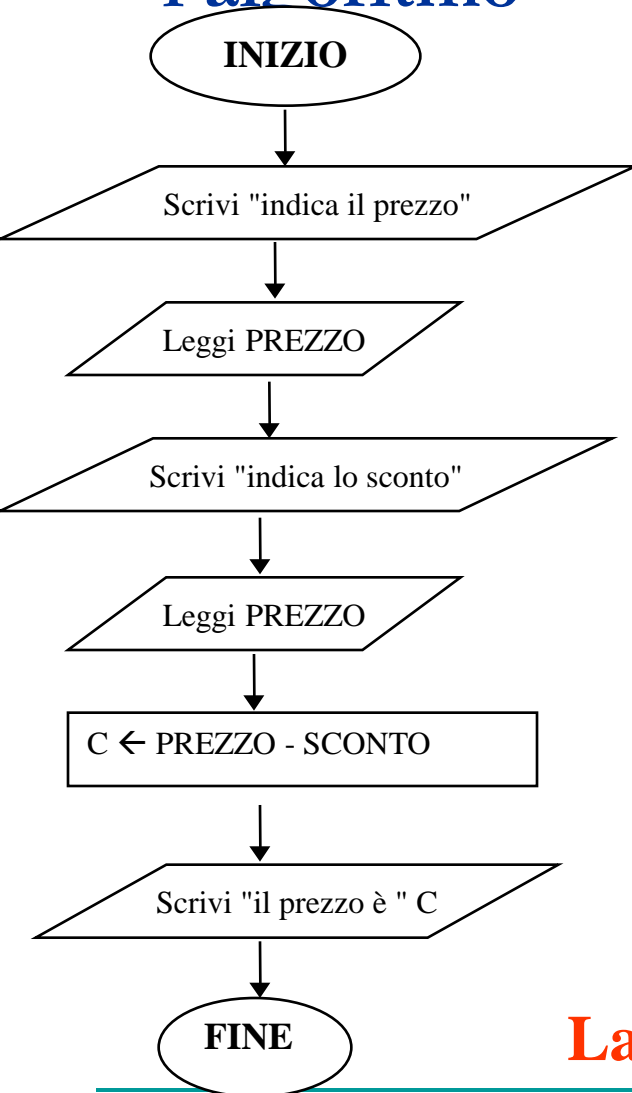 INIZIO
Scrivi "indica il prezzo"
Leggi PREZZO
Scrivi "indica lo sconto"
Leggi PREZZO
C ← PREZZO - SCONTO
Scrivi "il prezzo è " C
FINE
La